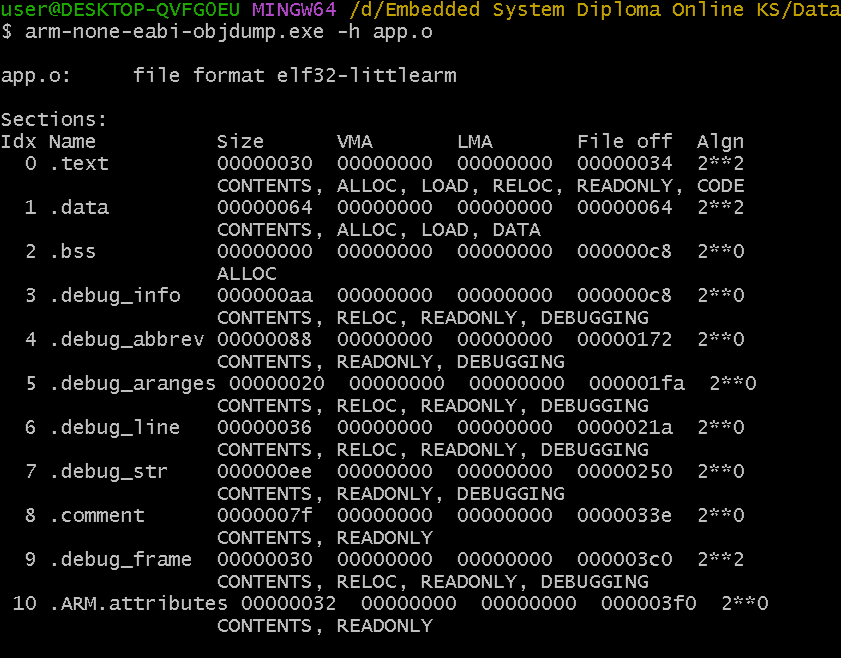 user@DESKTOP-QVFG0EU MINGW64 /d/Embedded System Diploma Online KS/Data
$ arm-none-eabi-objdump.exe -h app.o

app.o:     file format elf32-littlearm

Sections:
Idx Name          Size      VMA       LMA       File off  Algn
  0 .text         00000030  00000000  00000000  00000034  2**2
                  CONTENTS, ALLOC, LOAD, RELOC, READONLY, CODE
  1 .data         00000064  00000000  00000000  00000064  2**2
                  CONTENTS, ALLOC, LOAD, DATA
  2 .bss          00000000  00000000  00000000  000000c8  2**0
                  ALLOC
  3 .debug_info   000000aa  00000000  00000000  000000c8  2**0
                  CONTENTS, RELOC, READONLY, DEBUGGING
  4 .debug_abbrev 00000088  00000000  00000000  00000172  2**0
                  CONTENTS, READONLY, DEBUGGING
  5 .debug_aranges 00000020  00000000  00000000  000001fa  2**0
                  CONTENTS, RELOC, READONLY, DEBUGGING
  6 .debug_line   00000036  00000000  00000000  0000021a  2**0
                  CONTENTS, RELOC, READONLY, DEBUGGING
  7 .debug_str    000000ee  00000000  00000000  00000250  2**0
                  CONTENTS, READONLY, DEBUGGING
  8 .comment      0000007f  00000000  00000000  0000033e  2**0
                  CONTENTS, READONLY
  9 .debug_frame  00000030  00000000  00000000  000003c0  2**2
                  CONTENTS, RELOC, READONLY, DEBUGGING
 10 .ARM.attributes 00000032  00000000  00000000  000003f0  2**0
                  CONTENTS, READONLY